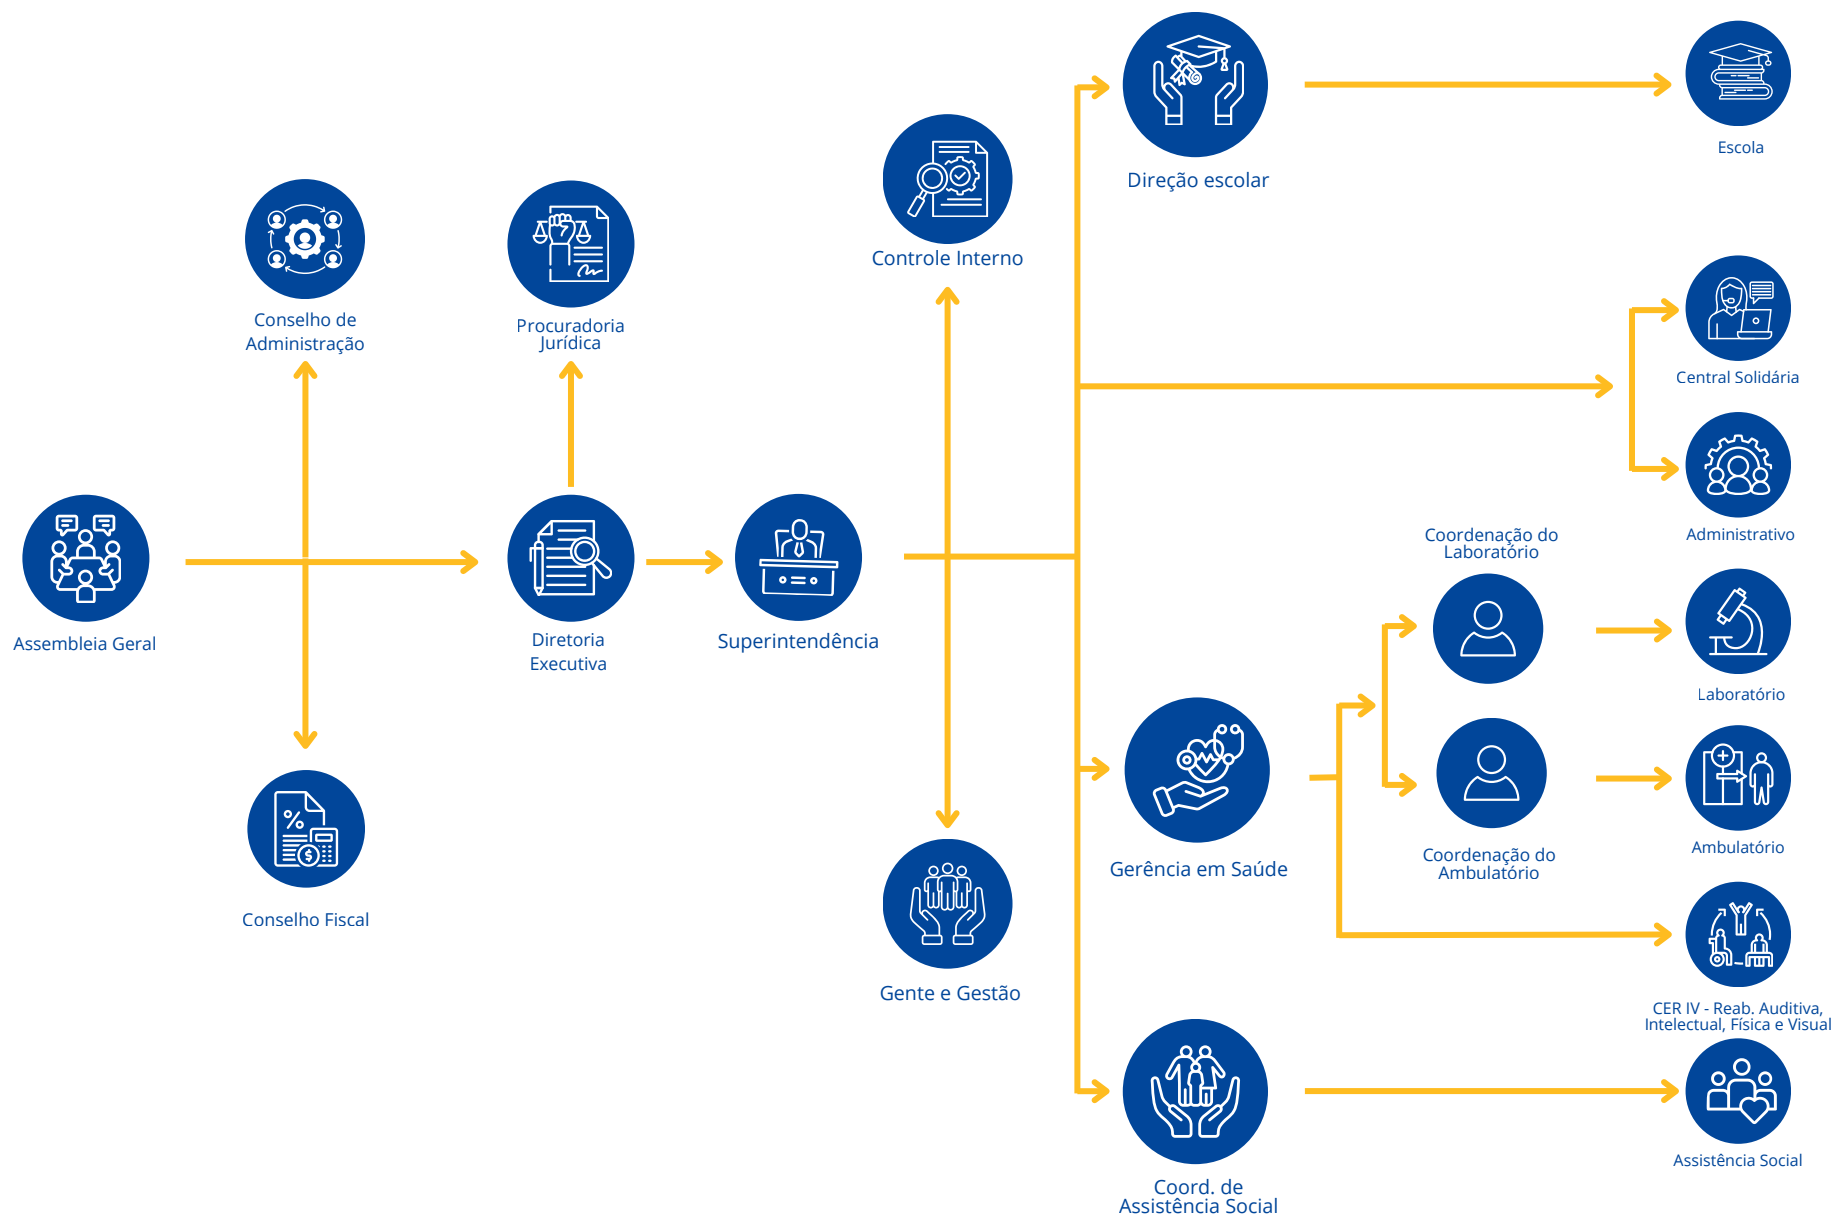 Direção escolar
Escola
Controle Interno
Conselho de
Administração
Procuradoria
Jurídica
Central Solidária
Administrativo
Coordenação do
Laboratório
Assembleia Geral
Diretoria
Executiva
Superintendência
Laboratório
Gerência em Saúde
Coordenação do
Ambulatório
Ambulatório
Conselho Fiscal
Gente e Gestão
CER IV - Reab. Auditiva,
Intelectual, Física e Visual
Coord. de
Assistência Social
Assistência Social